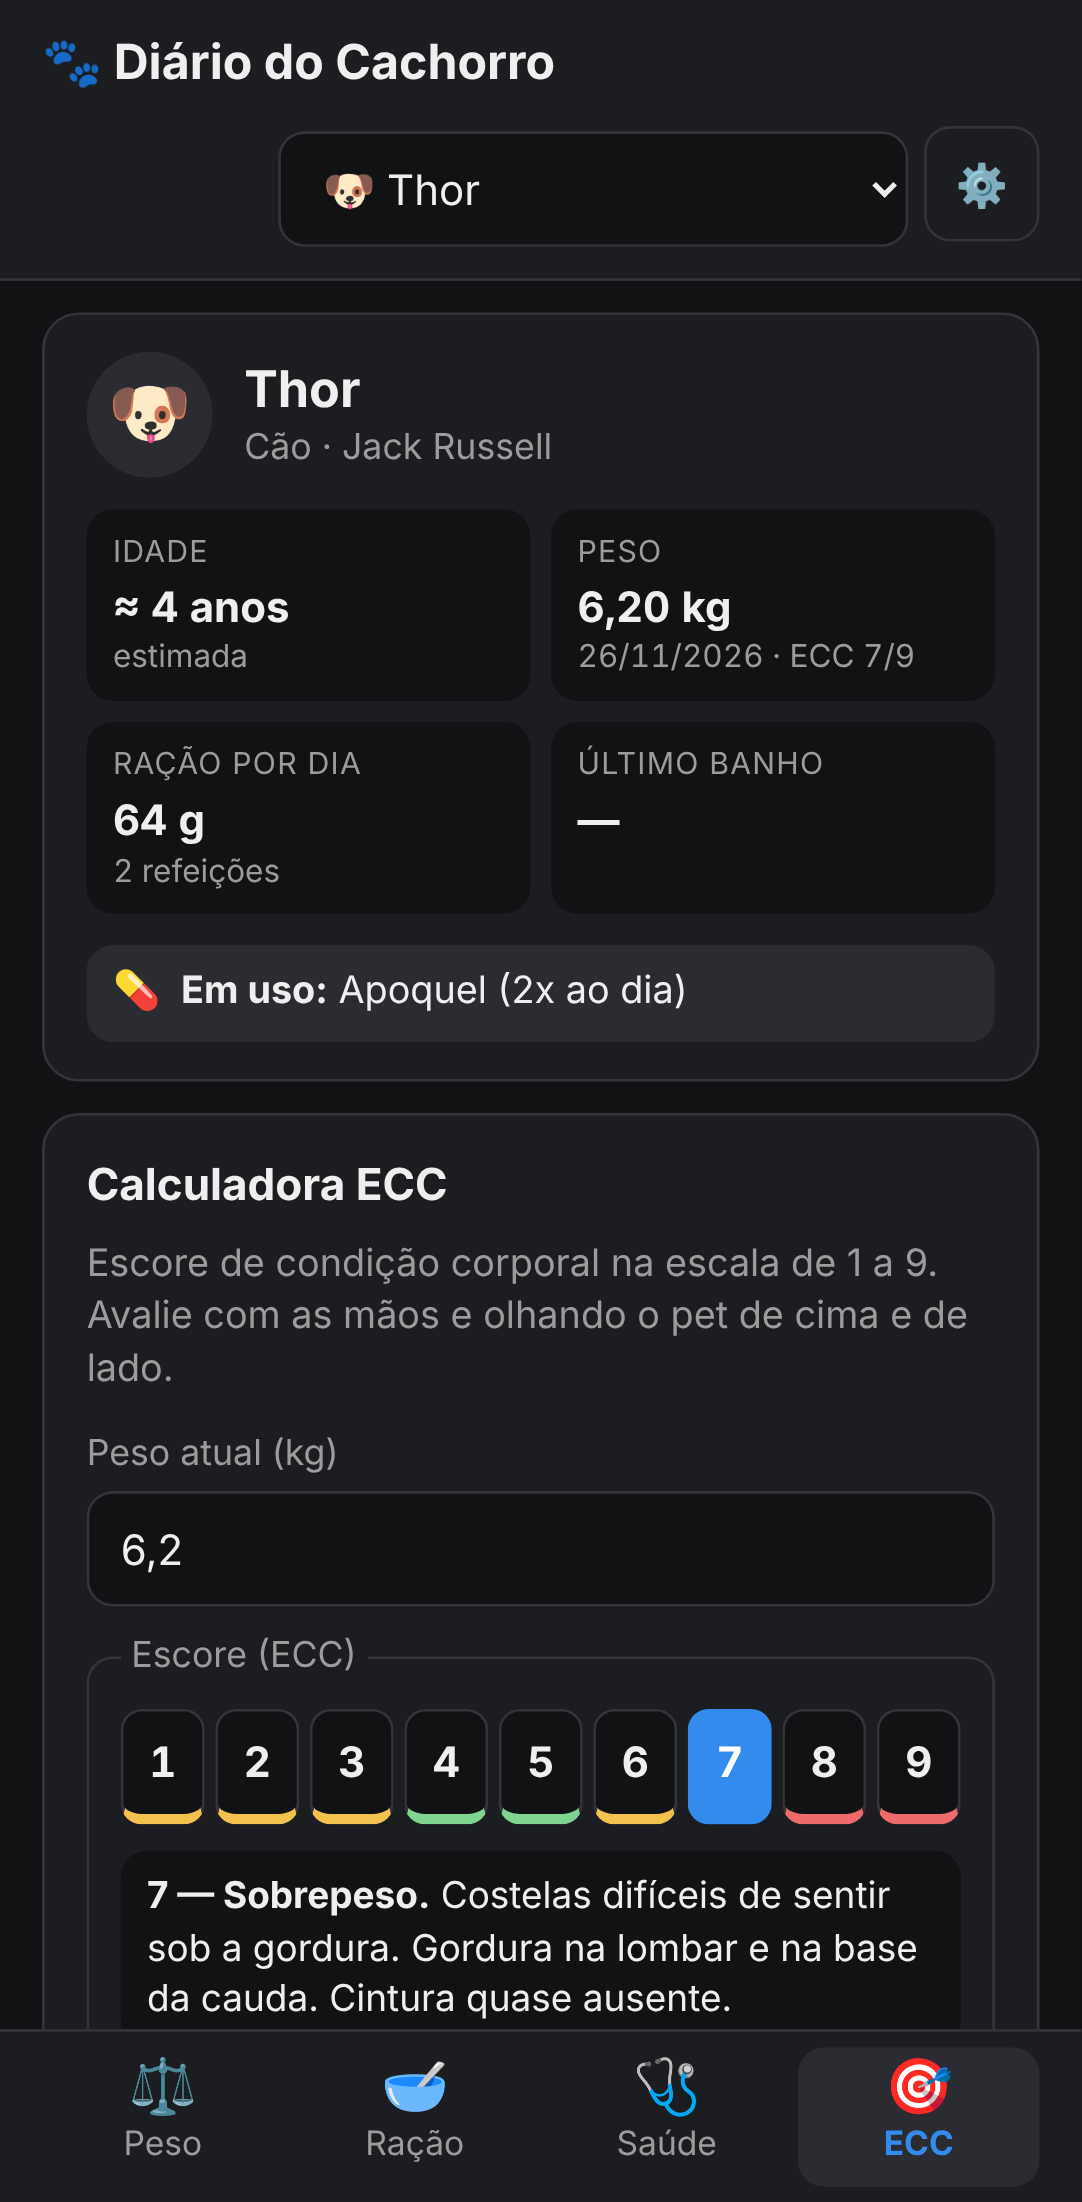 Diário do Cachorro
Thor
Thor
Cão · Jack Russell
IDADE
≈ 4 anos
estimada
PESO
6,20 kg
26/11/2026 · ECC 7/9
RAÇÃO POR DIA
64 g
2 refeições
ÚLTIMO BANHO
—
Em uso: Apoquel (2x ao dia)
Calculadora ECC
Escore de condição corporal na escala de 1 a 9.
Avalie com as mãos e olhando o pet de cima e de
lado.
Peso atual (kg)
6,2
Escore (ECC)
1 2 3 4 5 6 7 8 9
7 — Sobrepeso. Costelas difíceis de sentir
sob a gordura. Gordura na lombar e na base
da cauda. Cintura quase ausente.
Peso Ração Saúde ECC